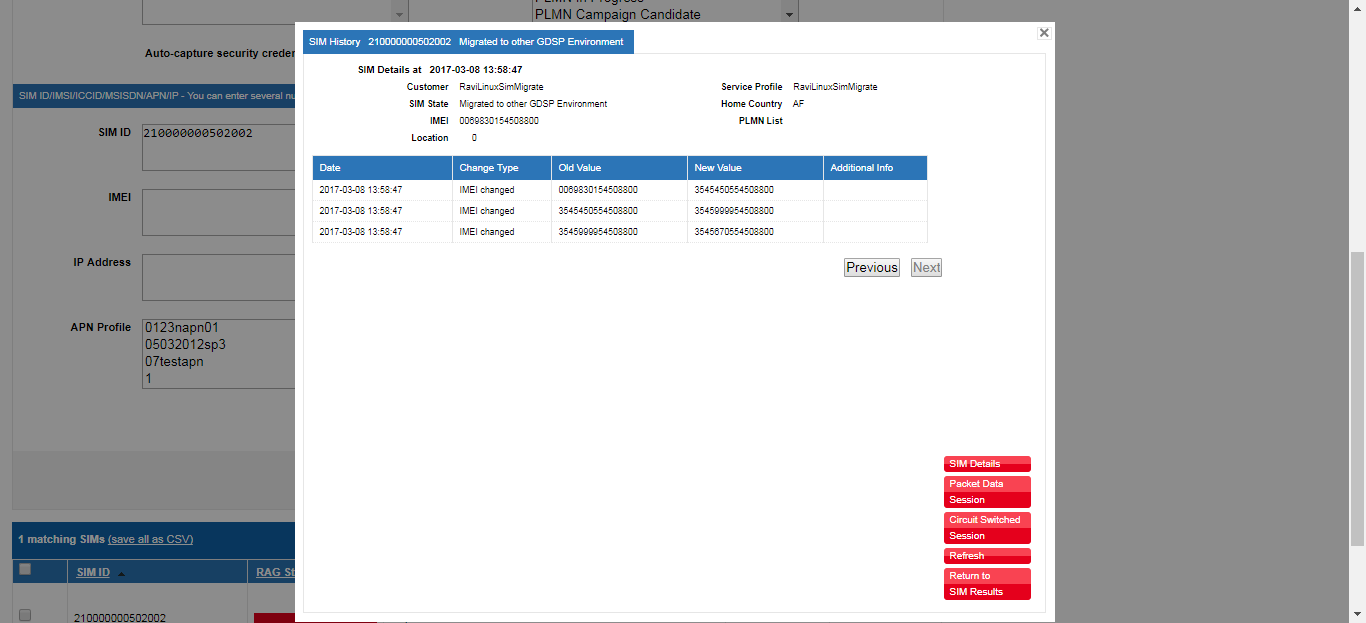 PLMN In Progress
PLMN Campaign Candidate
Auto-capture security creder
SIM ID/IMSI/ICCID/MSISDN/APN/IP - You can enter several nu
SIM ID 210000000502002
IMEI
IP Address
APN Profile 0123napn01
05032012sp3
07testapn
1
1 matching SIMs (save all as CSV)
SIM ID RAG St
210000000502002
SIM History 210000000502002 Migrated to other GDSP Environment
SIM Details at 2017-03-08 13:58:47
Customer RaviLinuxSimMigrate Service Profile RaviLinuxSimMigrate
SIM State Migrated to other GDSP Environment Home Country AF
IMEI 0069830154508800 PLMN List
Location 0
Date Change Type Old Value New Value Additional Info
2017-03-08 13:58:47 IMEI changed 0069830154508800 3545450554508800
2017-03-08 13:58:47 IMEI changed 3545450554508800 3545999954508800
2017-03-08 13:58:47 IMEI changed 3545999954508800 3545670554508800
Previous Next
SIM Details
Packet Data
Session
Circuit Switched
Session
Refresh
Return to
SIM Results